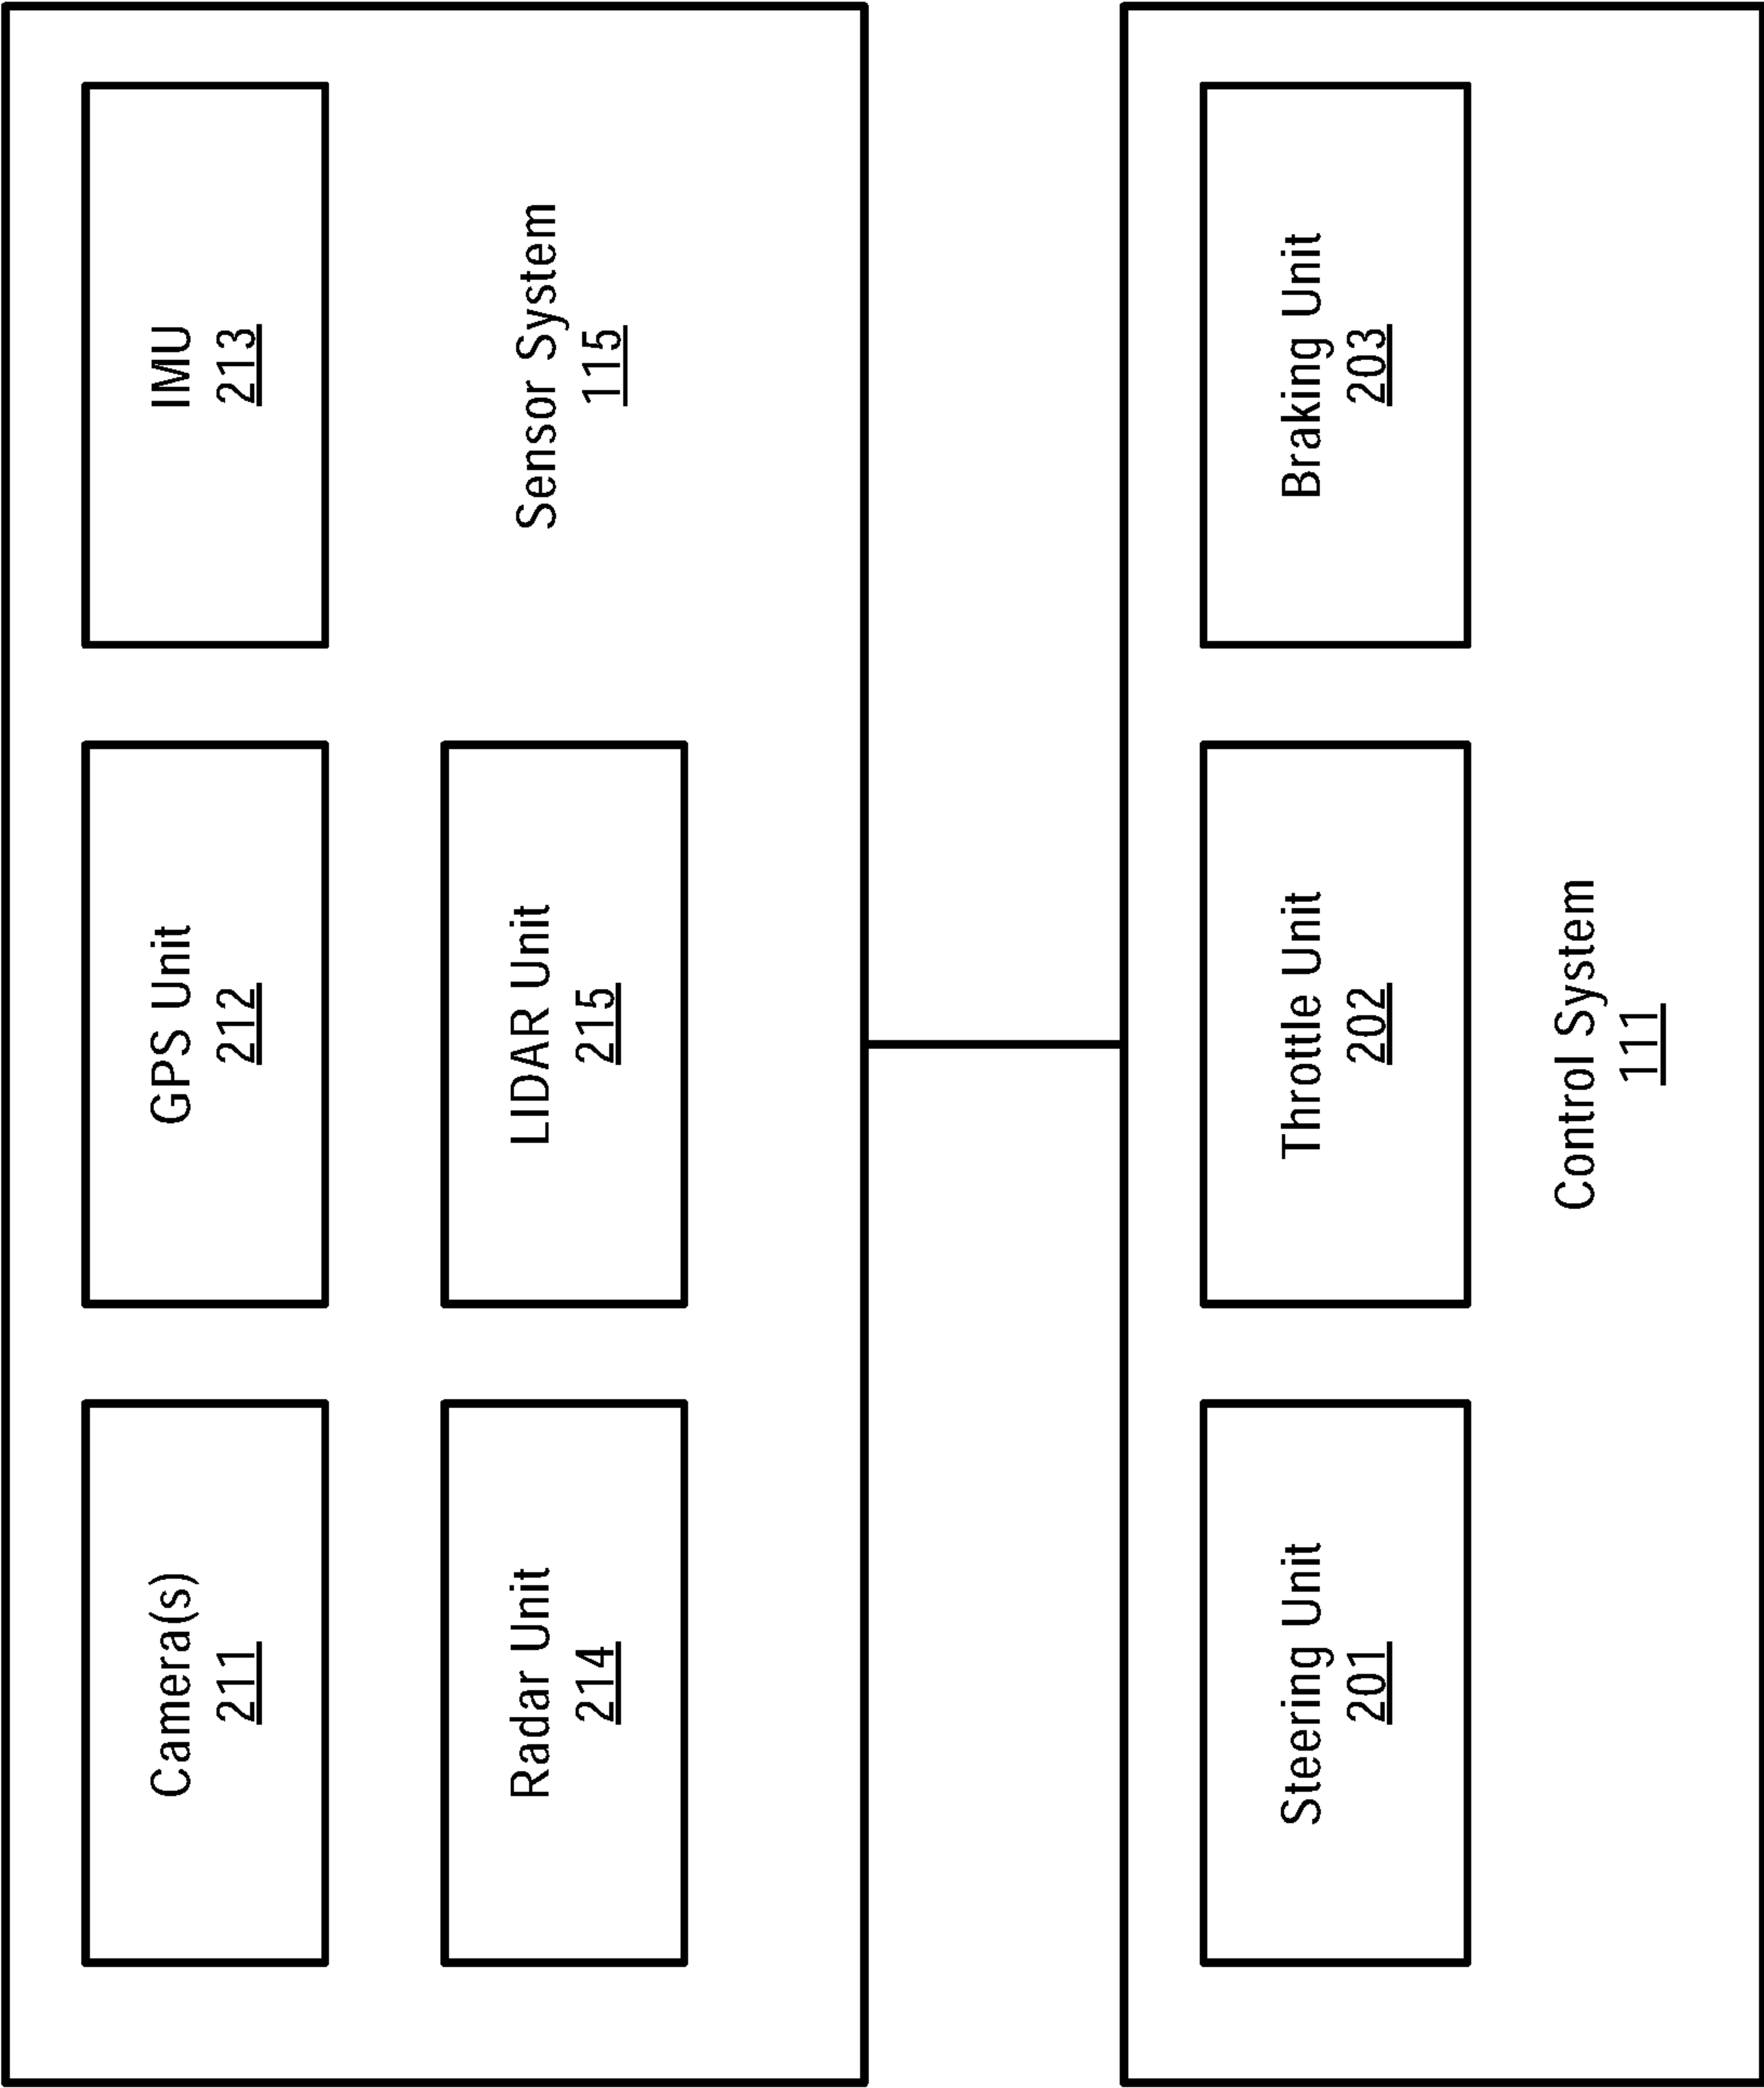 Camera(s)
211
GPS Unit
212
IMU
213
Radar Unit
214
LIDAR Unit
215
Sensor System
115
Steering Unit
201
Throttle Unit
202
Braking Unit
203
Control System
111